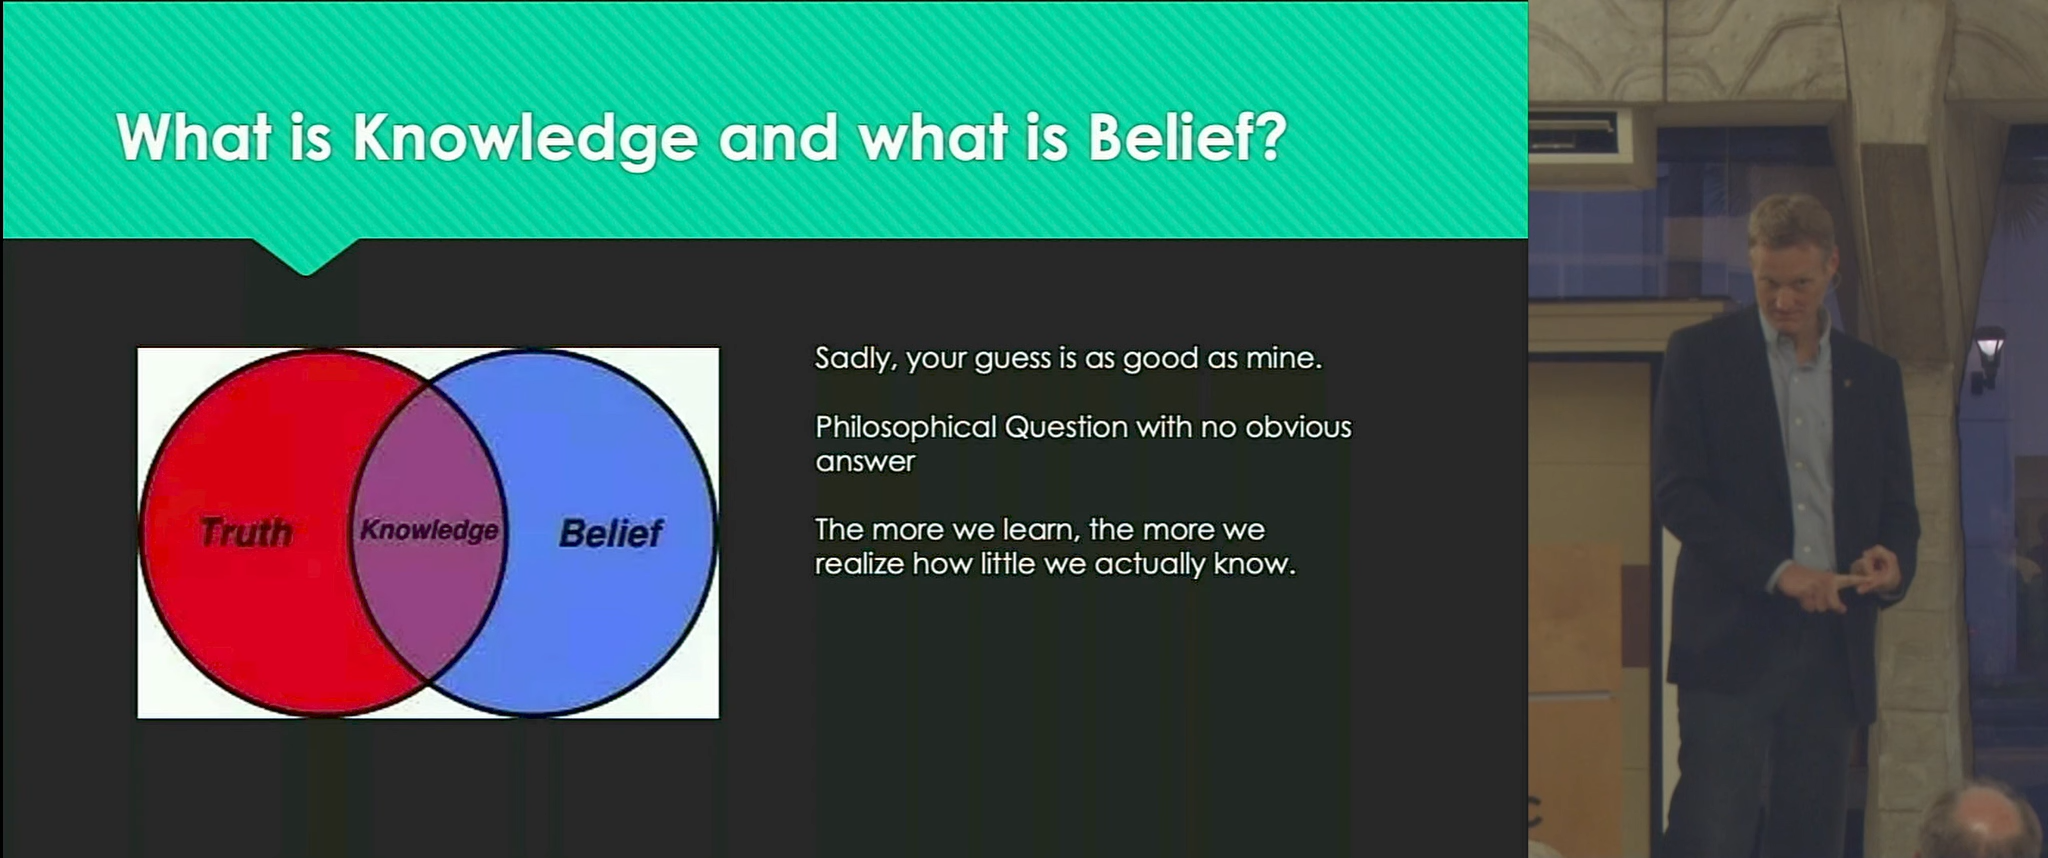 What is Knowledge and what is Belief?
Truth
Knowledge
Belief
Sadly, your guess is as good as mine.
Philosophical Question with no obvious
answer
The more we learn, the more we
realize how little we actually know.